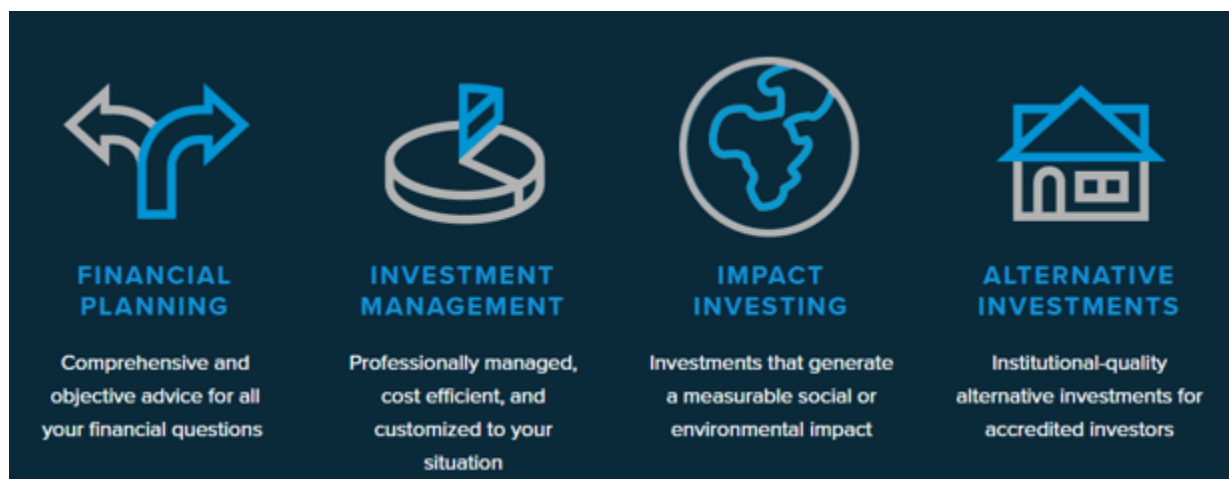 FINANCIAL
PLANNING
Comprehensive and
objective advice for all
your financial questions
INVESTMENT
MANAGEMENT
Professionally managed,
cost efficient, and
customized to your
situation
IMPACT
INVESTING
Investments that generate
a measurable social or
environmental impact
ALTERNATIVE
INVESTMENTS
Institutional-quality
alternative investments for
accredited investors